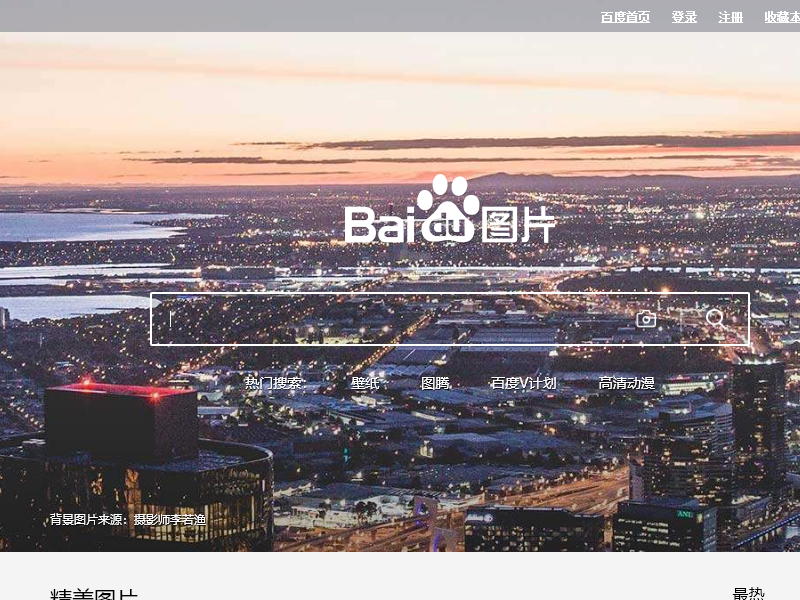 百度首页 登录 注册 收藏本
Bai du 图片
热门搜索 壁纸 图腾 百度V计划 高清动漫
ANZ
背景图片来源：摄影师李若渔
精美图片 最热